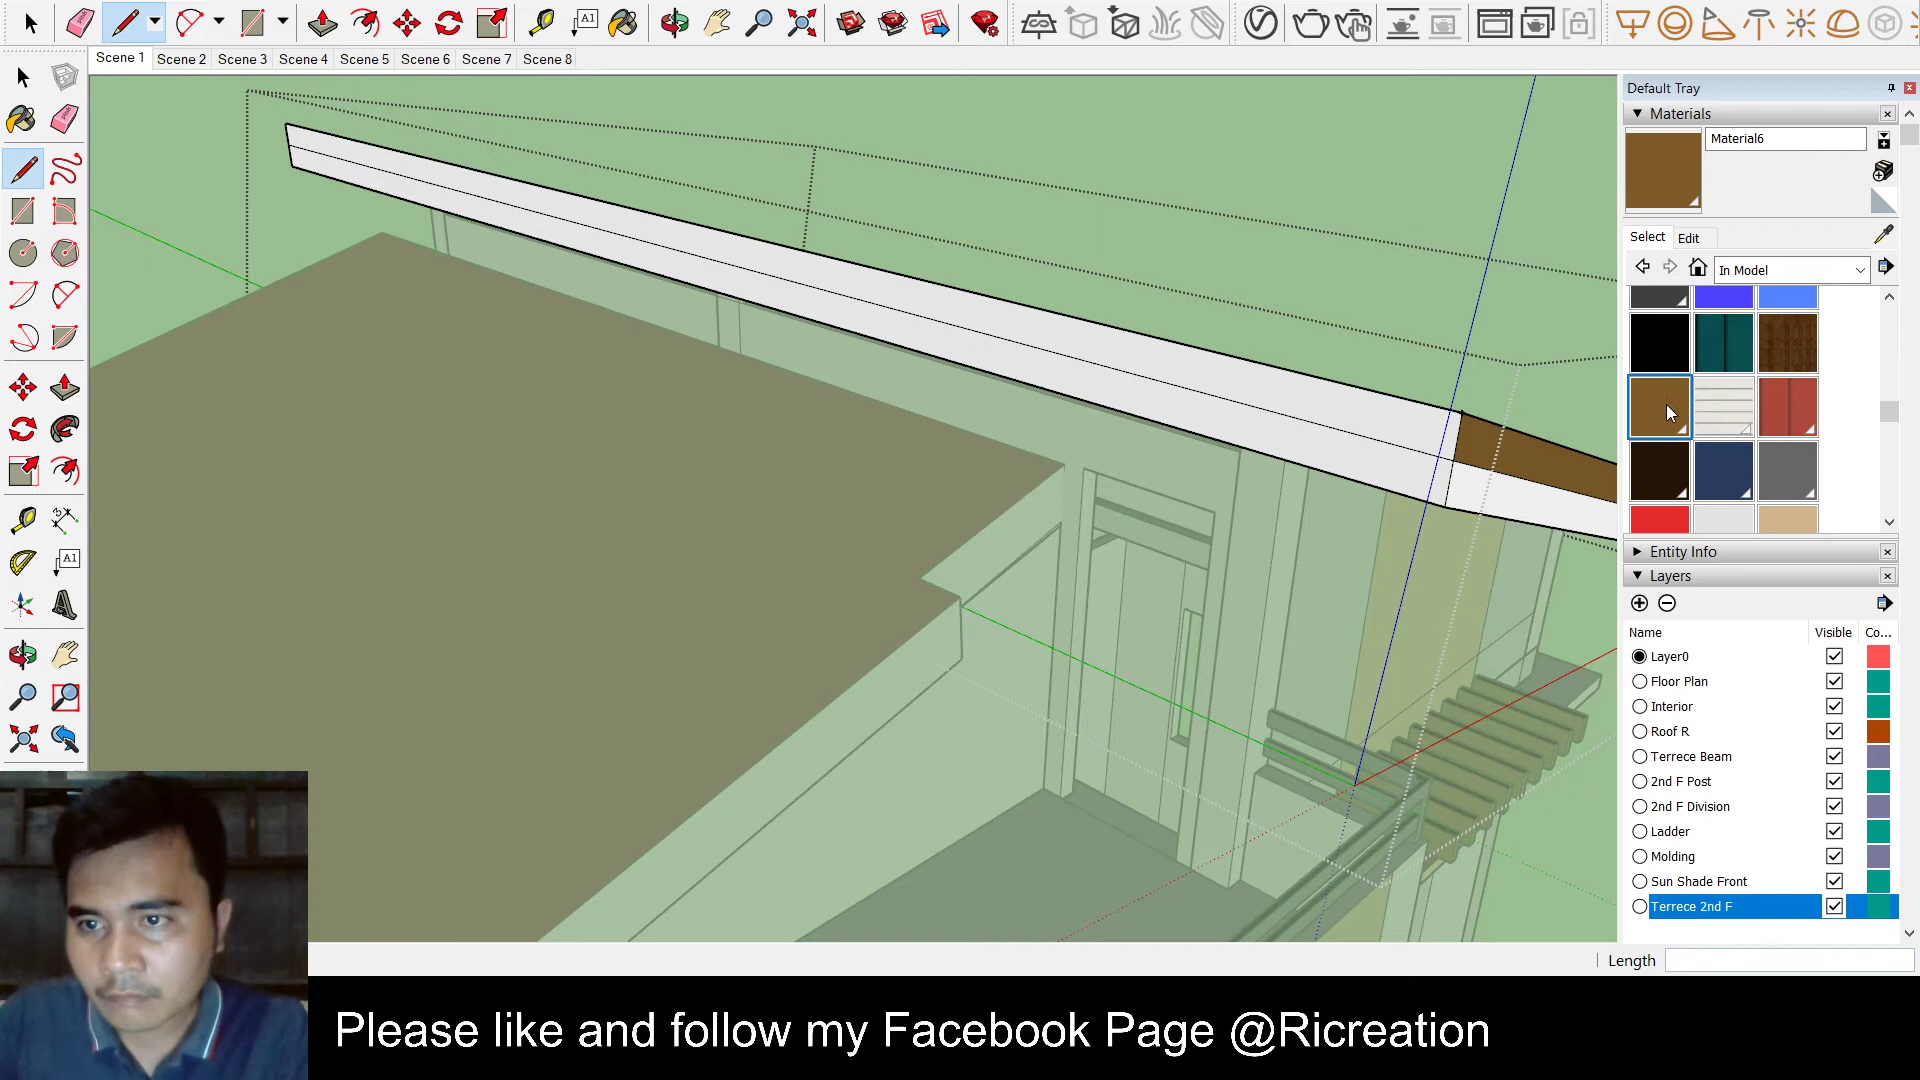 A1
Scene 1 Scene 2 Scene 3 Scene 4 Scene 5 Scene 6 Scene 7 Scene 8
Default Tray
Materials
Material6
Select Edit
In Model
Entity Info
Layers
Name Visible Co...
Layer0
Floor Plan
Interior
Roof R
Terrece Beam
2nd F Post
2nd F Division
Ladder
Molding
Sun Shade Front
Terrece 2nd F
A1
Length
Please like and follow my Facebook Page @Ricreation